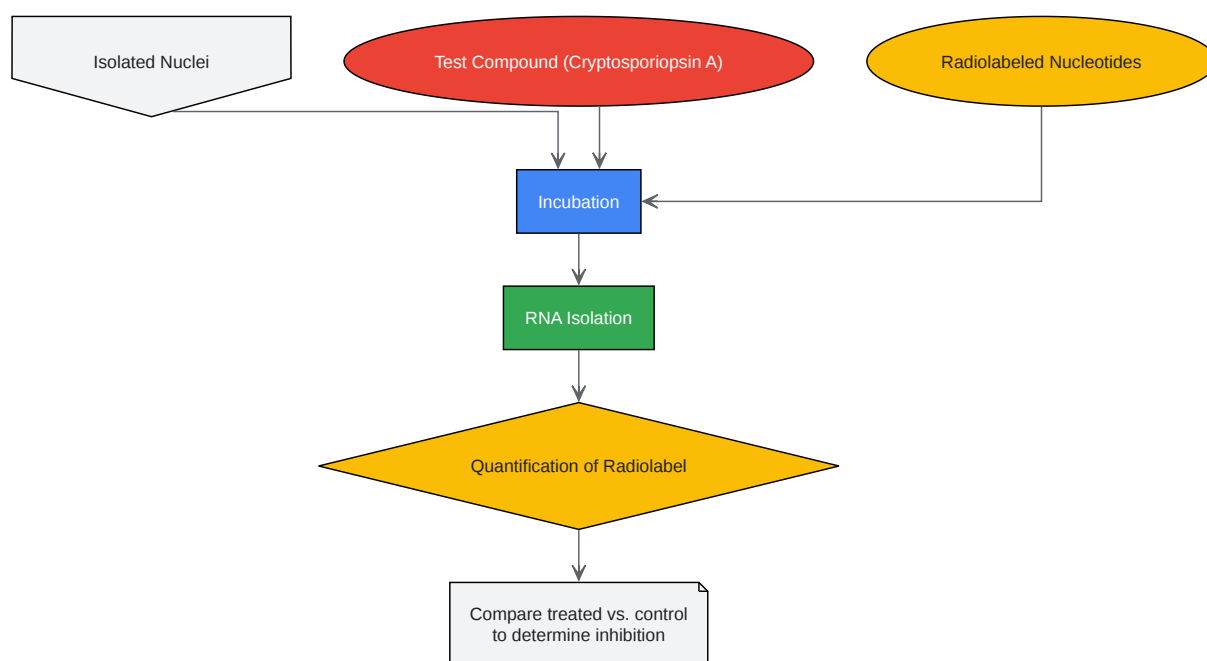 Isolated Nuclei
Test Compound (Cryptosporiopsin A)
Radiolabeled Nucleotides
Incubation
RNA Isolation
Quantification of Radiolabel
Compare treated vs. control
to determine inhibition